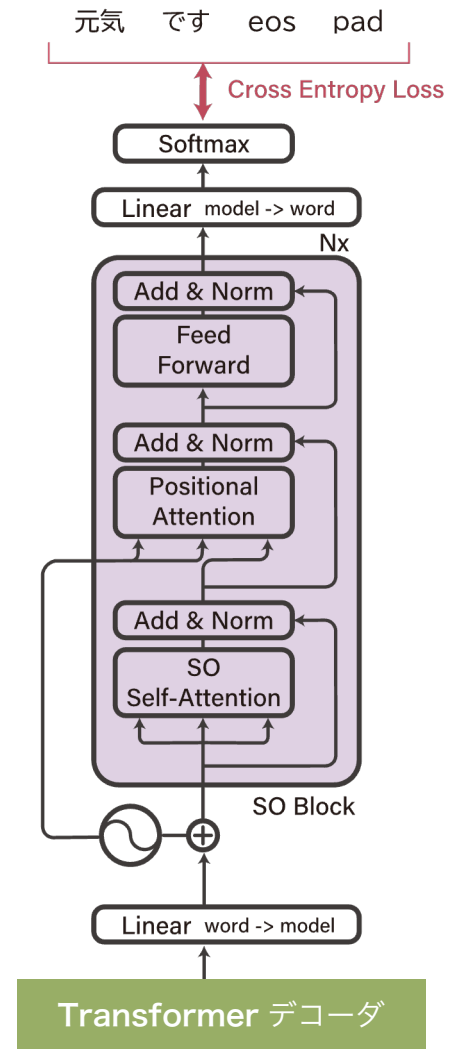 元気 です eos pad
Cross Entropy Loss
Softmax
Linear model -> word
Nx
Add & Norm
Feed
Forward
Add & Norm
Positional
Attention
Add & Norm
SO
Self-Attention
SO Block
Linear word -> model
Transformer デコーダ